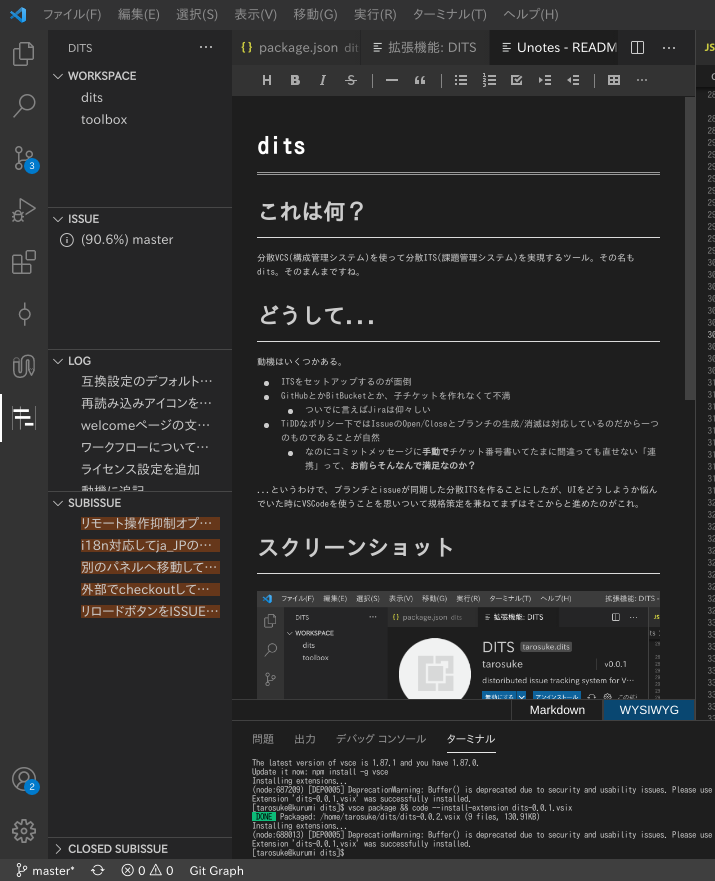 ファイル(F) 編集(E) 選択(S) 表示(V) 移動(G) 実行(R) ターミナル(T) ヘルプ(H)
DITS ···
WORKSPACE
dits
toolbox
3
ISSUE
(90.6%) master
LOG
互換設定のデフォルト…
再読み込みアイコンを…
welcomeページの文…
ワークフローについて…
ライセンス設定を追加
動機に追記
SUBISSUE
リモート操作抑制オプ…
i18n対応してja_JPの…
別のパネルへ移動して…
外部でcheckoutして…
リロードボタンをISSUE…
2
CLOSED SUBISSUE
{} package.json dit
拡張機能: DITS
Unotes - READM
JS
H B I S
dits
これは何？
分散VCS(構成管理システム)を使って分散ITS(課題管理システム)を実現するツール。その名も
dits。そのまんまですね。
どうして...
動機はいくつかある。
ITSをセットアップするのが面倒
GitHubとかBitBucketとか、子チケットを作れなくて不満
ついでに言えばJiraは仰々しい
TiDDなポリシー下ではIssueのOpen/Closeとブランチの生成/消滅は対応しているのだから一つ
のものであることが自然
なのにコミットメッセージに手動でチケット番号書いてたまに間違っても直せない「連
携」って、お前らそんなんで満足なのか？
...というわけで、ブランチとissueが同期した分散ITSを作ることにしたが、UIをどうしようか悩ん
でいた時にVSCodeを使うことを思いついて規格策定を兼ねてまずはそこからと進めたのがこれ。
スクリーンショット
ファイル(F) 編集(E) 選択(S) 表示(V) 移動(G) 実行(R) ターミナル(T) ヘルプ(H) 拡張機能: DITS -
DITS ···
WORKSPACE
dits
toolbox
{} package.json dits
拡張機能: DITS
JS
DITS tarosuke.dits
tarosuke v0.0.1
distoributed issue tracking system for V…
無効にする アンインストール
Markdown WYSIWYG
問題 出力 デバッグ コンソール ターミナル
The latest version of vsce is 1.87.1 and you have 1.87.0.
Update it now: npm install -g vsce
Installing extensions...
(node:687209) [DEP0005] DeprecationWarning: Buffer() is deprecated due to security and usability issues. Please use
Extension 'dits-0.0.1.vsix' was successfully installed.
[tarosuke@kurumi dits]$ vsce package && code --install-extension dits-0.0.1.vsix
DONE Packaged: /home/tarosuke/dits/dits-0.0.2.vsix (9 files, 130.91KB)
Installing extensions...
(node:688013) [DEP0005] DeprecationWarning: Buffer() is deprecated due to security and usability issues. Please use
Extension 'dits-0.0.1.vsix' was successfully installed.
[tarosuke@kurumi dits]$
master* 0 0 Git Graph